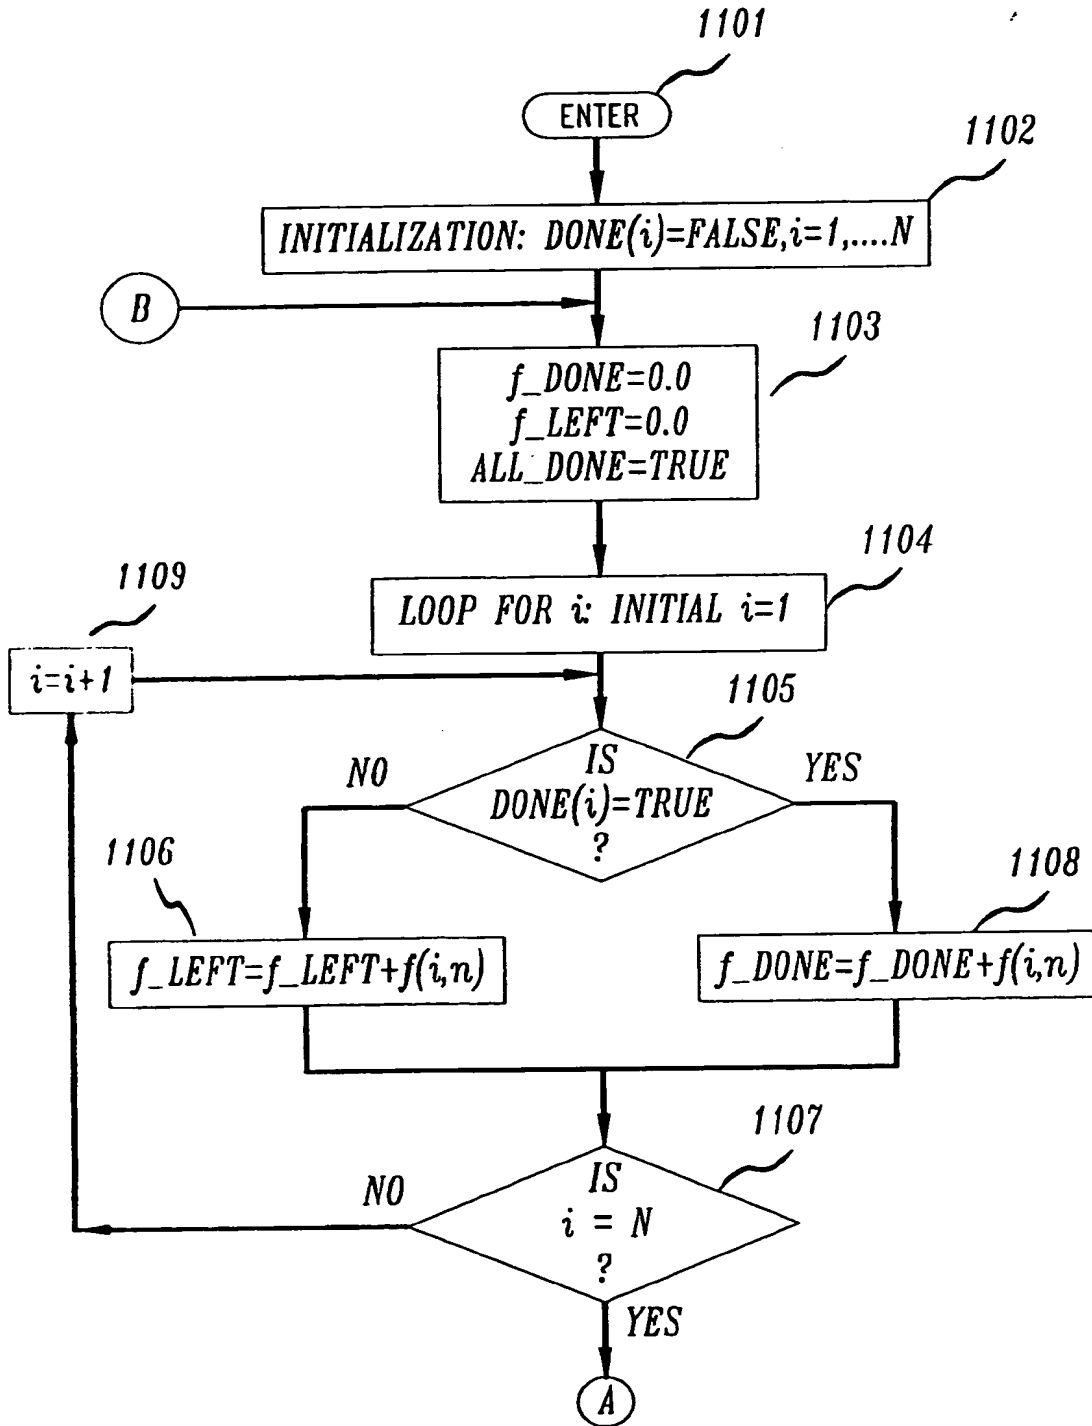 1101
ENTER
1102
INITIALIZATION: DONE(i)=FALSE,i=1,....N
B
1103
f_DONE=0.0
f_LEFT=0.0
ALL_DONE=TRUE
1104
LOOP FOR i: INITIAL i=1
1109
i=i+1
1105
IS
DONE(i)=TRUE
?
NO
YES
1106
f_LEFT=f_LEFT+f(i,n)
1108
f_DONE=f_DONE+f(i,n)
1107
IS
i = N
?
NO
YES
A